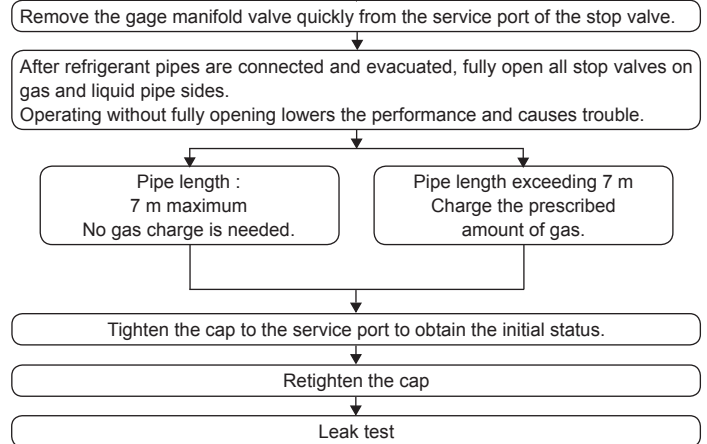 Remove the gage manifold valve quickly from the service port of the stop valve.
After refrigerant pipes are connected and evacuated, fully open all stop valves on
gas and liquid pipe sides.
Operating without fully opening lowers the performance and causes trouble.
Pipe length :
7 m maximum
No gas charge is needed.
Pipe length exceeding 7 m
Charge the prescribed
amount of gas.
Tighten the cap to the service port to obtain the initial status.
Retighten the cap
Leak test